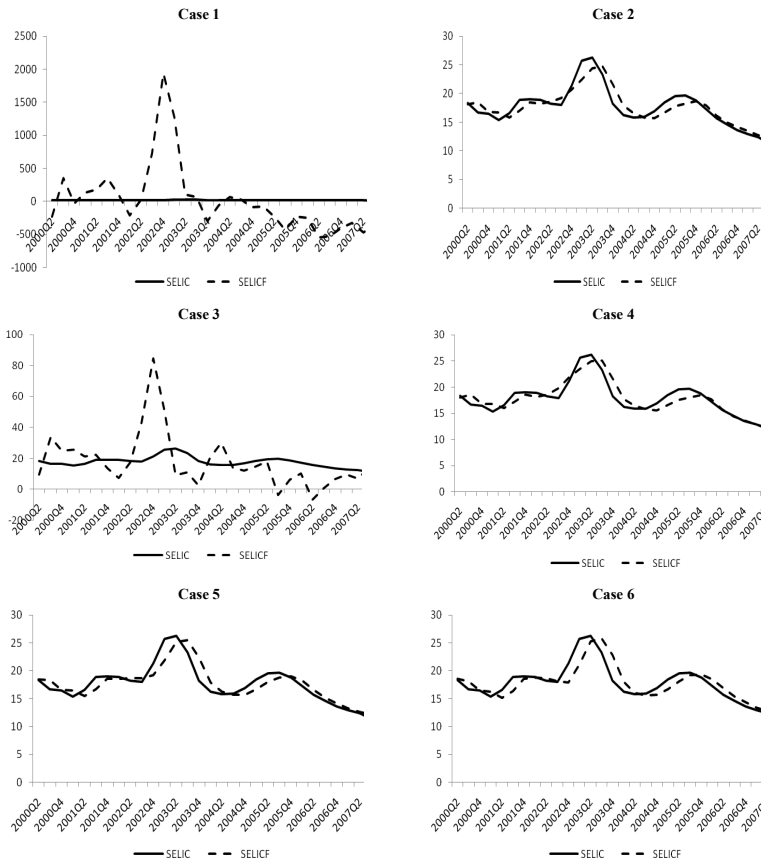 Case 1
2500
2000
1500
1000
500
0
-500
-1000
2000Q2
2000Q4
2001Q2
2001Q4
2002Q2
2002Q4
2003Q2
2003Q4
2004Q2
2004Q4
2005Q2
2005Q4
2006Q2
2006Q4
2007Q2
SELIC
SELICF
Case 2
30
25
20
15
10
5
0
2000Q2
2000Q4
2001Q2
2001Q4
2002Q2
2002Q4
2003Q2
2003Q4
2004Q2
2004Q4
2005Q2
2005Q4
2006Q2
2006Q4
2007Q2
SELIC
SELICF
Case 3
100
80
60
40
20
0
-20
2000Q2
2000Q4
2001Q2
2001Q4
2002Q2
2002Q4
2003Q2
2003Q4
2004Q2
2004Q4
2005Q2
2005Q4
2006Q2
2006Q4
2007Q2
SELIC
SELICF
Case 4
30
25
20
15
10
5
0
2000Q2
2000Q4
2001Q2
2001Q4
2002Q2
2002Q4
2003Q2
2003Q4
2004Q2
2004Q4
2005Q2
2005Q4
2006Q2
2006Q4
2007Q2
SELIC
SELICF
Case 5
30
25
20
15
10
5
0
2000Q2
2000Q4
2001Q2
2001Q4
2002Q2
2002Q4
2003Q2
2003Q4
2004Q2
2004Q4
2005Q2
2005Q4
2006Q2
2006Q4
2007Q2
SELIC
SELICF
Case 6
30
25
20
15
10
5
0
2000Q2
2000Q4
2001Q2
2001Q4
2002Q2
2002Q4
2003Q2
2003Q4
2004Q2
2004Q4
2005Q2
2005Q4
2006Q2
2006Q4
2007Q2
SELIC
SELICF